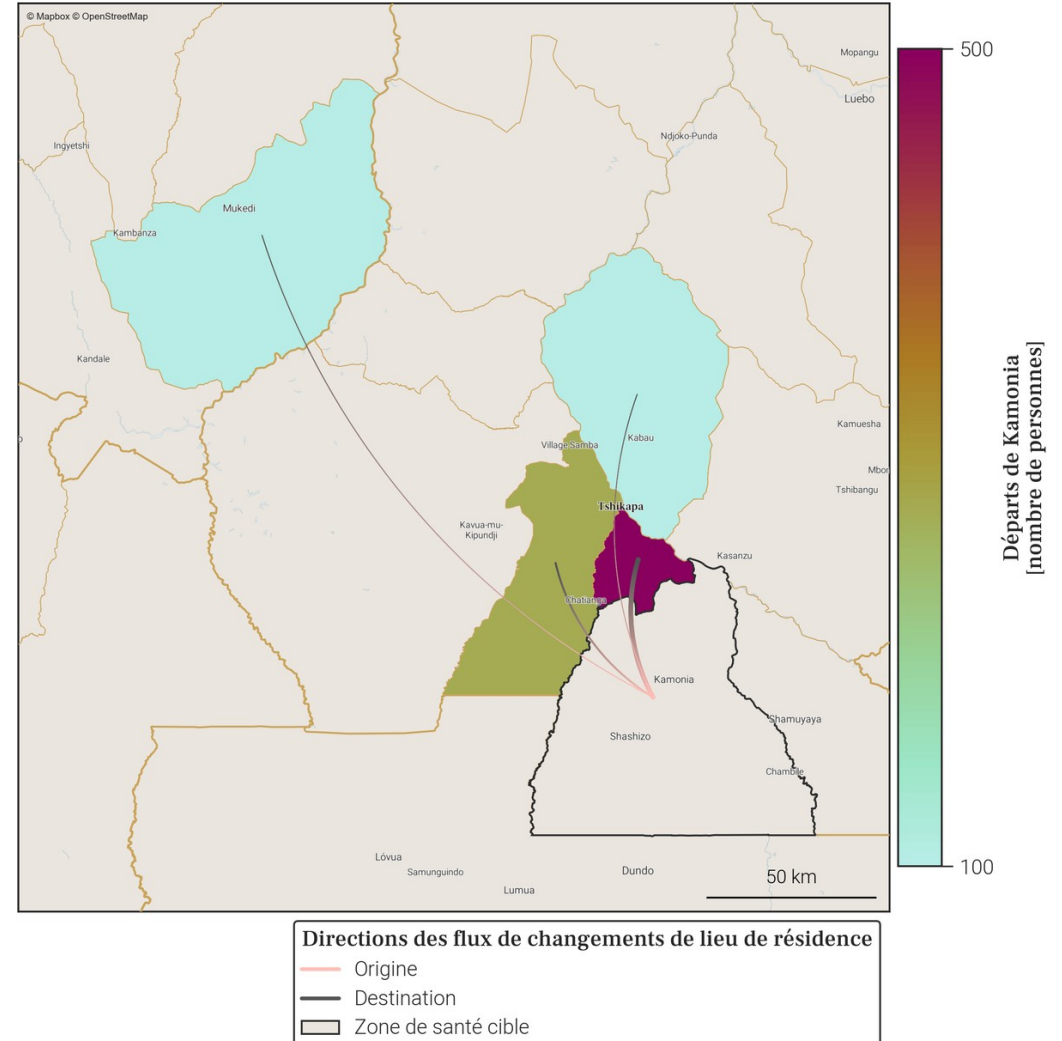 © Mapbox © OpenStreetMap
Mopangu
Luebo
Ndjoko-Punda
Ingyetshi
Mukedi
Kambanza
Kandale
Kamuesha
Kabau
Village Samba
Mbor
Tshibangu
Tshikapa
Kavua-mu-
Kipundji
Kasanzu
Khatianga
Kamonia
Shamuyaya
Shashizo
Chambile
Lóvua
Samunguindo
Dundo
Lumua
50 km
500
100
Départs de Kamonia
[nombre de personnes]
Directions des flux de changements de lieu de résidence
Origine
Destination
Zone de santé cible